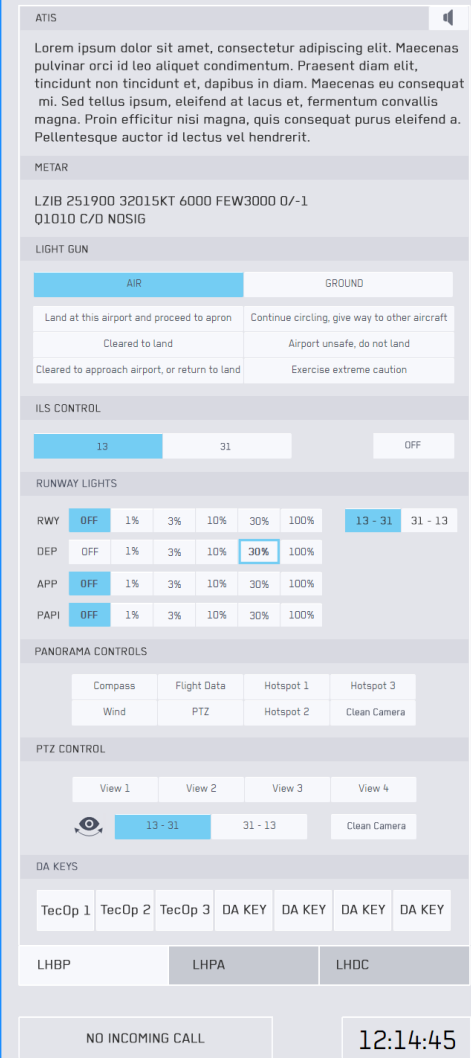 ATIS
Lorem ipsum dolor sit amet, consectetur adipiscing elit. Maecenas
pulvinar orci id leo aliquet condimentum. Praesent diam elit,
tincidunt non tincidunt et, dapibus in diam. Maecenas eu consequat
mi. Sed tellus ipsum, eleifend at lacus et, fermentum convallis
magna. Proin efficitur nisi magna, quis consequat purus eleifend a.
Pellentesque auctor id lectus vel hendrerit.
METAR
LZIB 251900 32015KT 6000 FEW3000 0/-1
Q1010 C/D NOSIG
LIGHT GUN
AIR GROUND
Land at this airport and proceed to apron Continue circling, give way to other aircraft
Cleared to land Airport unsafe, do not land
Cleared to approach airport, or return to land Exercise extreme caution
ILS CONTROL
13 31 OFF
RUNWAY LIGHTS
RWY OFF 1% 3% 10% 30% 100% 13 - 31 31 - 13
DEP OFF 1% 3% 10% 30% 100%
APP OFF 1% 3% 10% 30% 100%
PAPI OFF 1% 3% 10% 30% 100%
PANORAMA CONTROLS
Compass Flight Data Hotspot 1 Hotspot 3
Wind PTZ Hotspot 2 Clean Camera
PTZ CONTROL
View 1 View 2 View 3 View 4
13 - 31 31 - 13 Clean Camera
DA KEYS
TecOp 1 TecOp 2 TecOp 3 DA KEY DA KEY DA KEY DA KEY
LHBP LHPA LHDC
NO INCOMING CALL 12:14:45